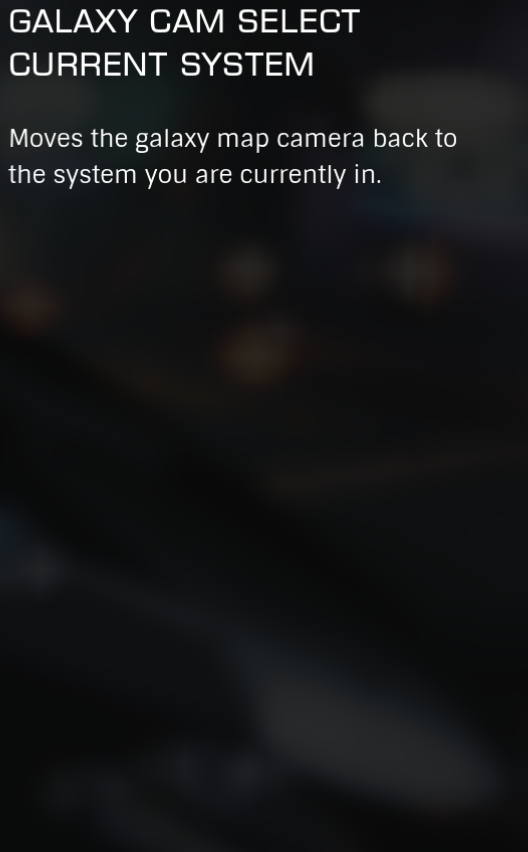 GALAXY CAM SELECT
CURRENT SYSTEM
Moves the galaxy map camera back to
the system you are currently in.